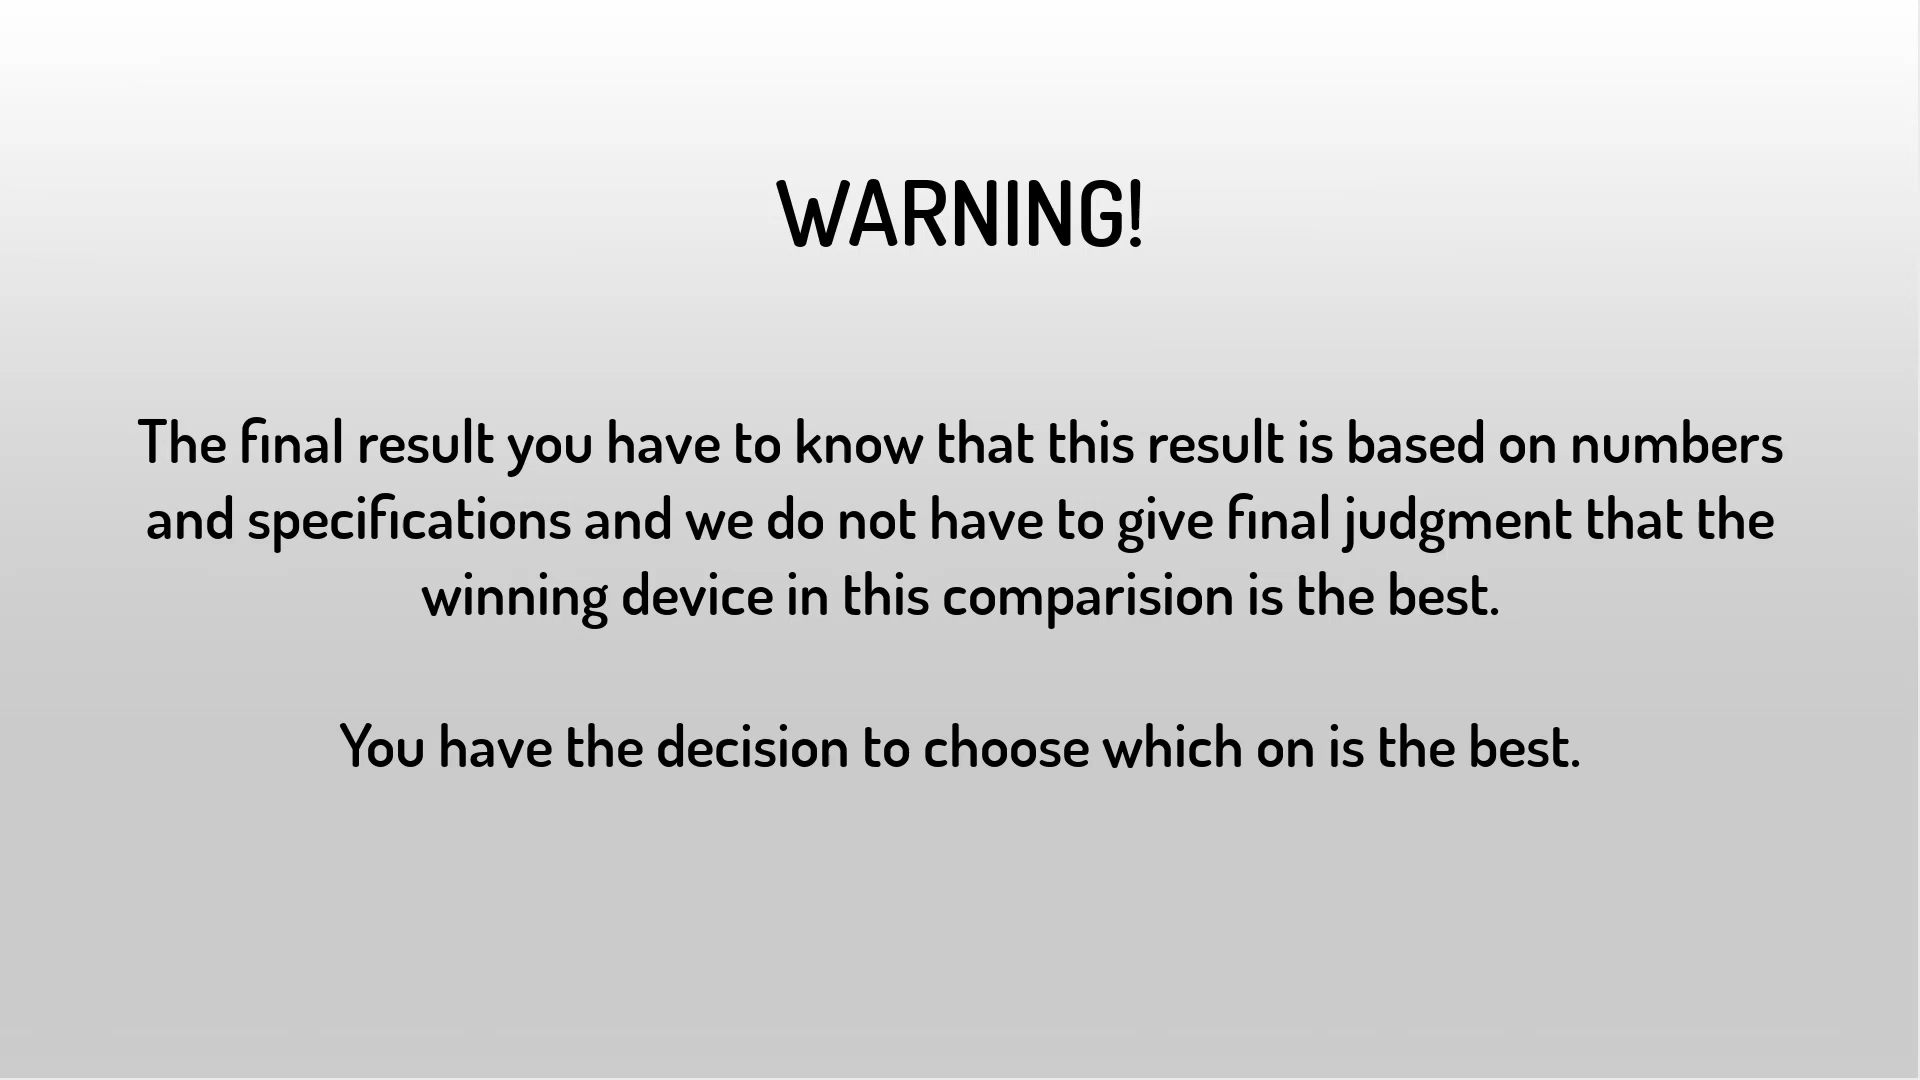 WARNING!
The final result you have to know that this result is based on numbers
and specifications and we do not have to give final judgment that the
winning device in this comparision is the best.
You have the decision to choose which on is the best.